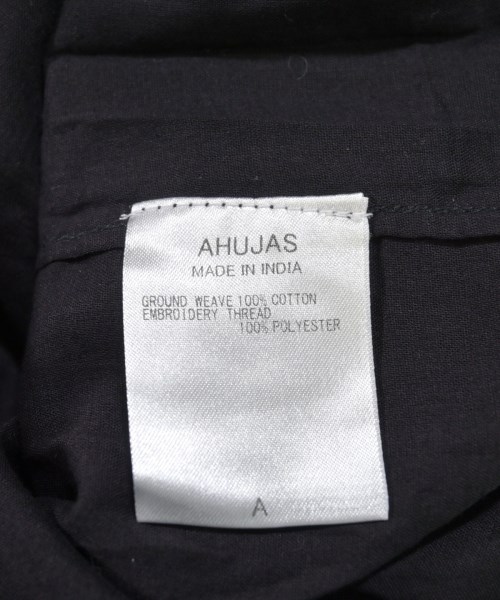 AHUJAS
MADE IN INDIA
GROUND WEAVE 100% COTTON
EMBROIDERY THREAD
100% POLYESTER
A